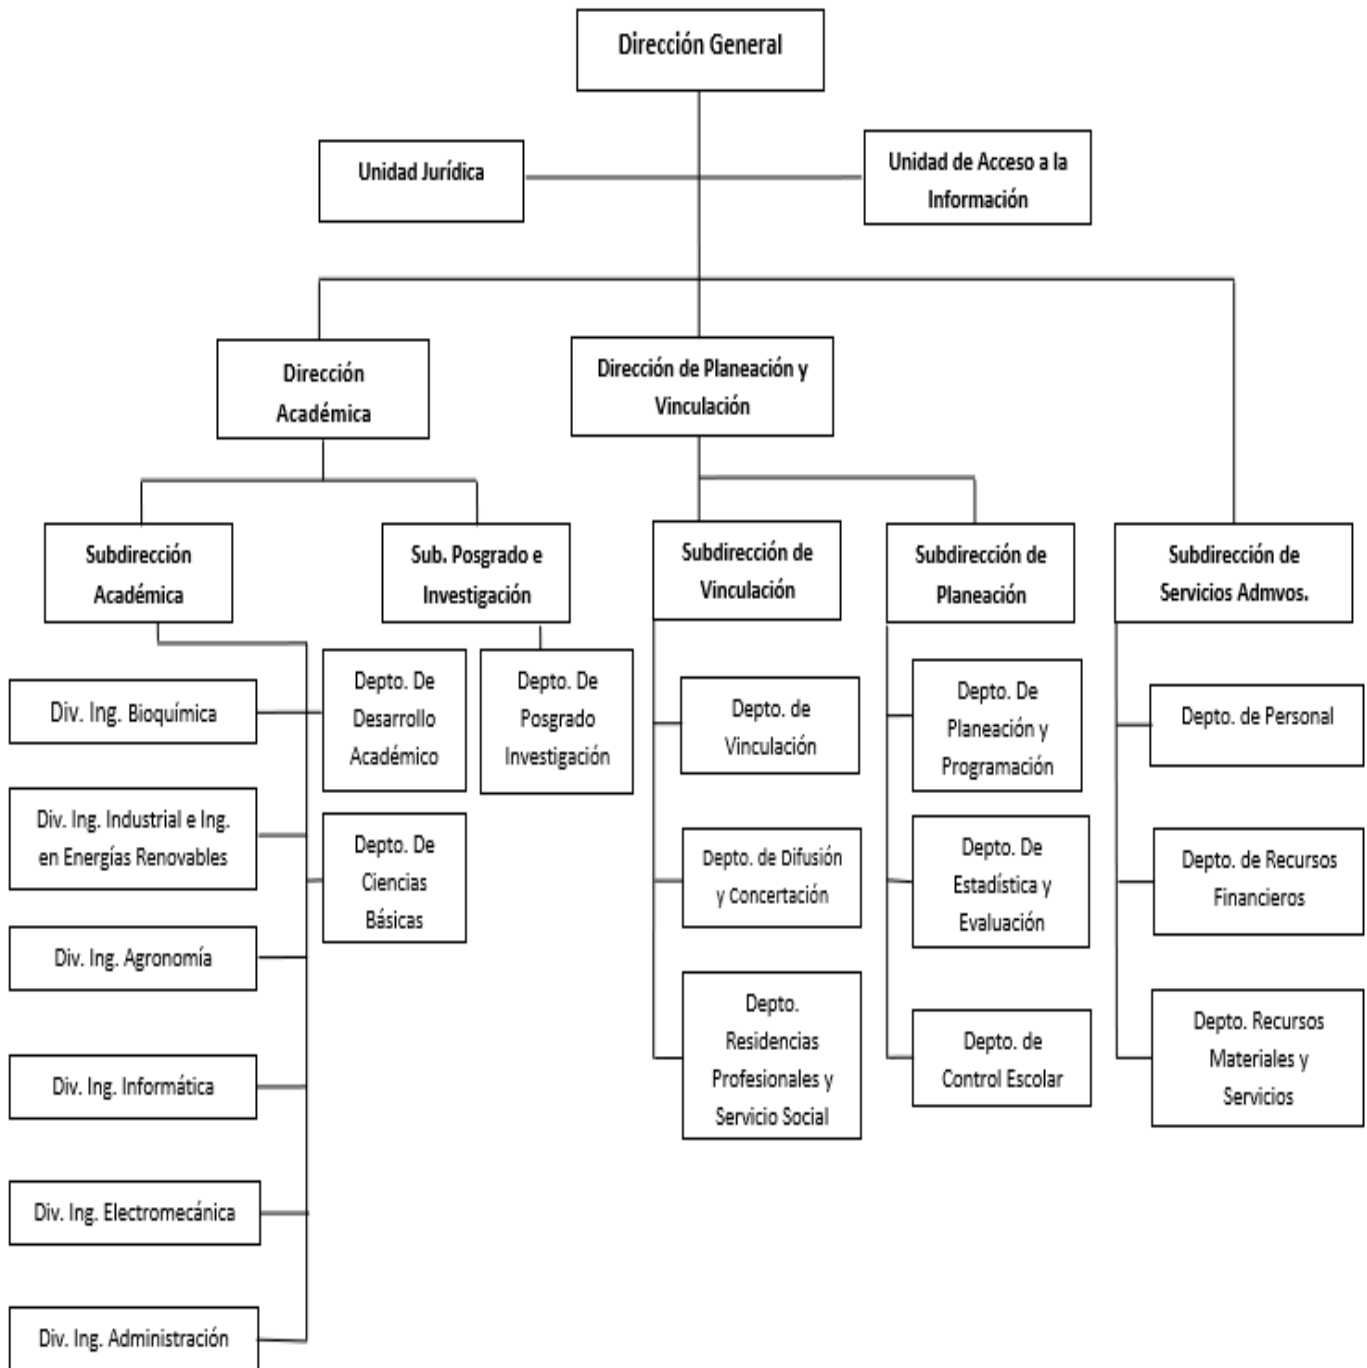 Dirección General
Unidad Jurídica
Unidad de Acceso a la
Información
Dirección
Académica
Dirección de Planeación y
Vinculación
Subdirección
Académica
Sub. Posgrado e
Investigación
Subdirección de
Vinculación
Subdirección de
Planeación
Subdirección de
Servicios Admvos.
Div. Ing. Bioquímica
Div. Ing. Industrial e Ing.
en Energías Renovables
Div. Ing. Agronomía
Div. Ing. Informática
Div. Ing. Electromecánica
Div. Ing. Administración
Depto. De
Desarrollo
Académico
Depto. De
Ciencias
Básicas
Depto. De
Posgrado
Investigación
Depto. de
Vinculación
Depto. de Difusión
y Concertación
Depto.
Residencias
Profesionales y
Servicio Social
Depto. De
Planeación y
Programación
Depto. De
Estadística y
Evaluación
Depto. de
Control Escolar
Depto. de Personal
Depto. de Recursos
Financieros
Depto. Recursos
Materiales y
Servicios